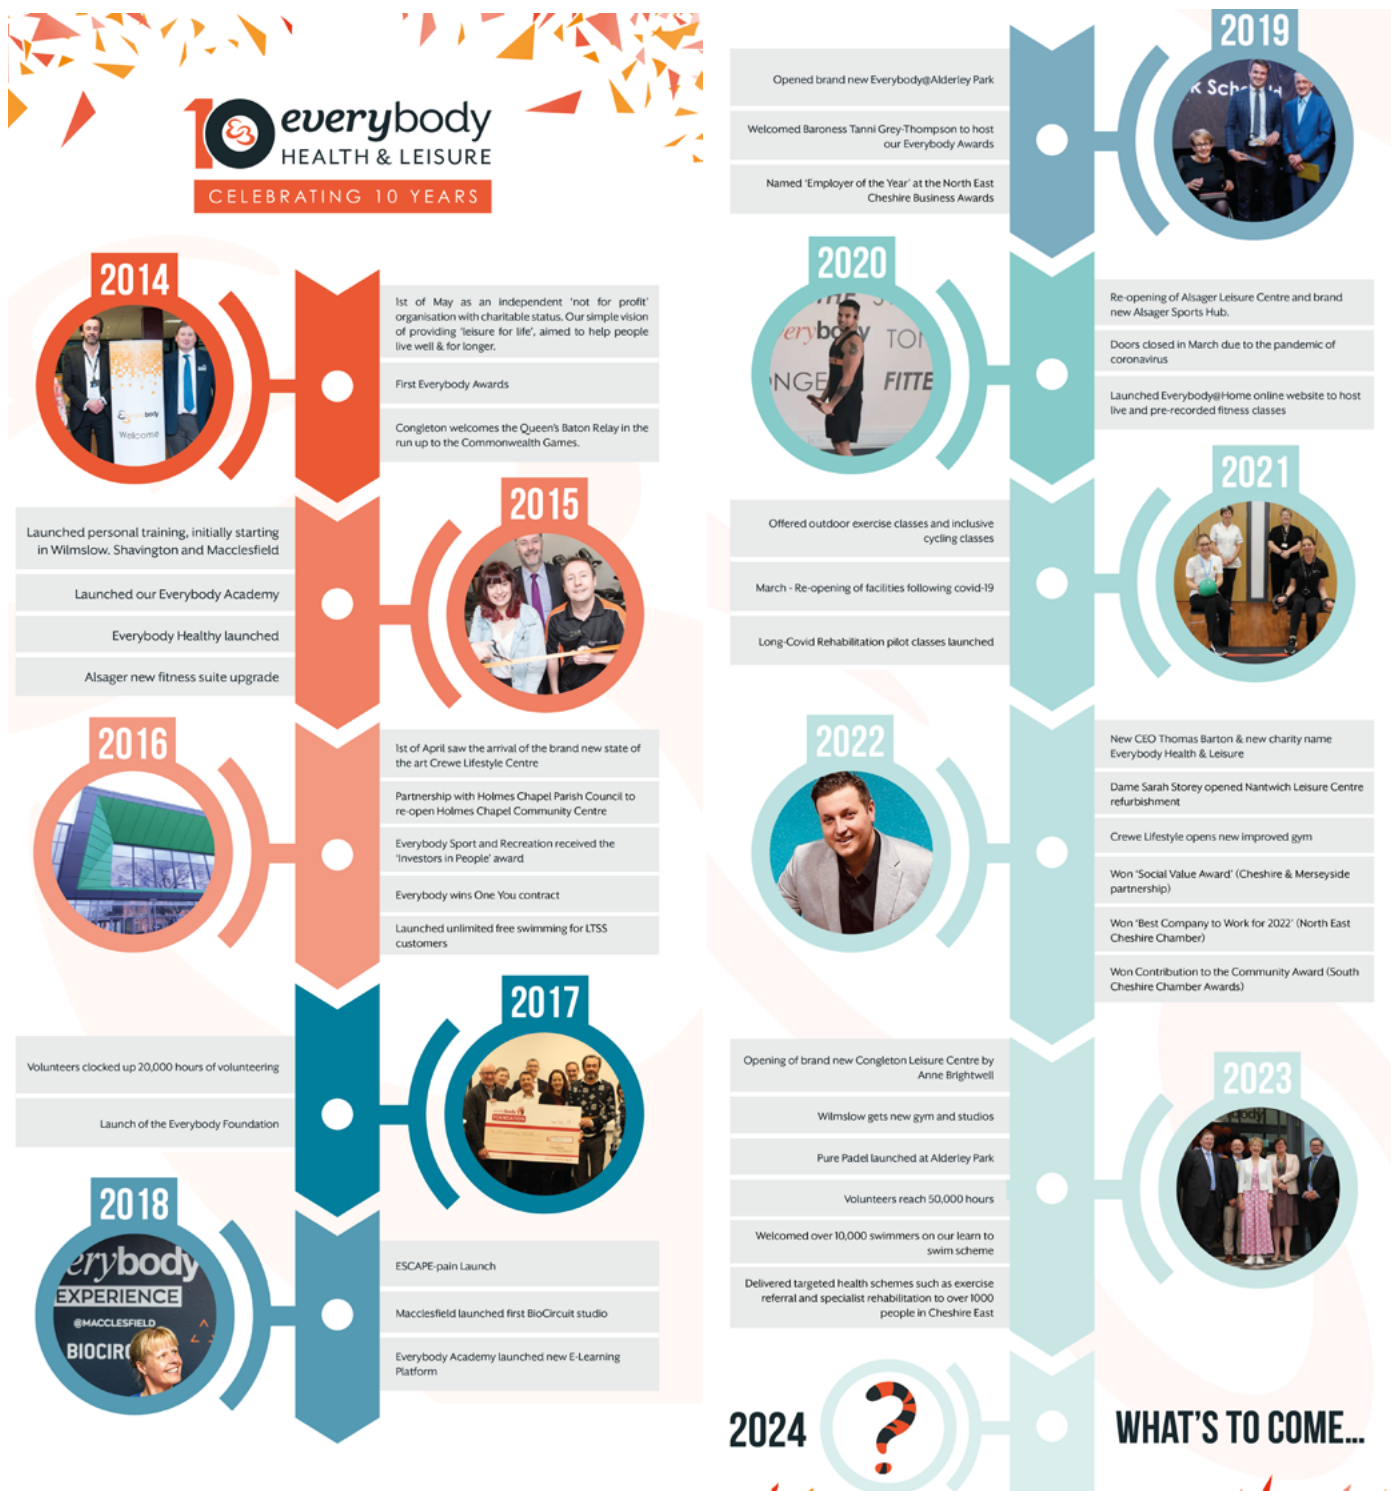 10
everybody
HEALTH & LEISURE
CELEBRATING 10 YEARS
2014
everybody
Welcome
1st of May as an independent 'not for profit'
organisation with charitable status. Our simple vision
of providing 'leisure for life', aimed to help people
live well & for longer.
First Everybody Awards
Congleton welcomes the Queen's Baton Relay in the
run up to the Commonwealth Games.
2015
Launched personal training, initially starting
in Wilmslow. Shavington and Macclesfield
Launched our Everybody Academy
Everybody Healthy launched
Alsager new fitness suite upgrade
2016
1st of April saw the arrival of the brand new state of
the art Crewe Lifestyle Centre
Partnership with Holmes Chapel Parish Council to
re-open Holmes Chapel Community Centre
Everybody Sport and Recreation received the
'Investors in People' award
Everybody wins One You contract
Launched unlimited free swimming for LTSS
customers
2017
FOUNDATION
Volunteers clocked up 20,000 hours of volunteering
Launch of the Everybody Foundation
2018
erybody
EXPERIENCE
@MACCLESFIELD
BIOCIRC
ESCAPE-pain Launch
Macclesfield launched first BioCircuit studio
Everybody Academy launched new E-Learning
Platform
2019
Opened brand new Everybody@Alderley Park
Welcomed Baroness Tanni Grey-Thompson to host
our Everybody Awards
Named 'Employer of the Year' at the North East
Cheshire Business Awards
2020
erybody
TON
NGE
FITTE
Re-opening of Alsager Leisure Centre and brand
new Alsager Sports Hub.
Doors closed in March due to the pandemic of
coronavirus
Launched Everybody@Home online website to host
live and pre-recorded fitness classes
2021
Offered outdoor exercise classes and inclusive
cycling classes
March - Re-opening of facilities following covid-19
Long-Covid Rehabilitation pilot classes launched
2022
New CEO Thomas Barton & new charity name
Everybody Health & Leisure
Dame Sarah Storey opened Nantwich Leisure Centre
refurbishment
Crewe Lifestyle opens new improved gym
Won 'Social Value Award' (Cheshire & Merseyside
partnership)
Won 'Best Company to Work for 2022' (North East
Cheshire Chamber)
Won Contribution to the Community Award (South
Cheshire Chamber Awards)
2023
Opening of brand new Congleton Leisure Centre by
Anne Brightwell
Wilmslow gets new gym and studios
Pure Padel launched at Alderley Park
Volunteers reach 50,000 hours
Welcomed over 10,000 swimmers on our learn to
swim scheme
Delivered targeted health schemes such as exercise
referral and specialist rehabilitation to over 1000
people in Cheshire East
2024
?
WHAT'S TO COME...